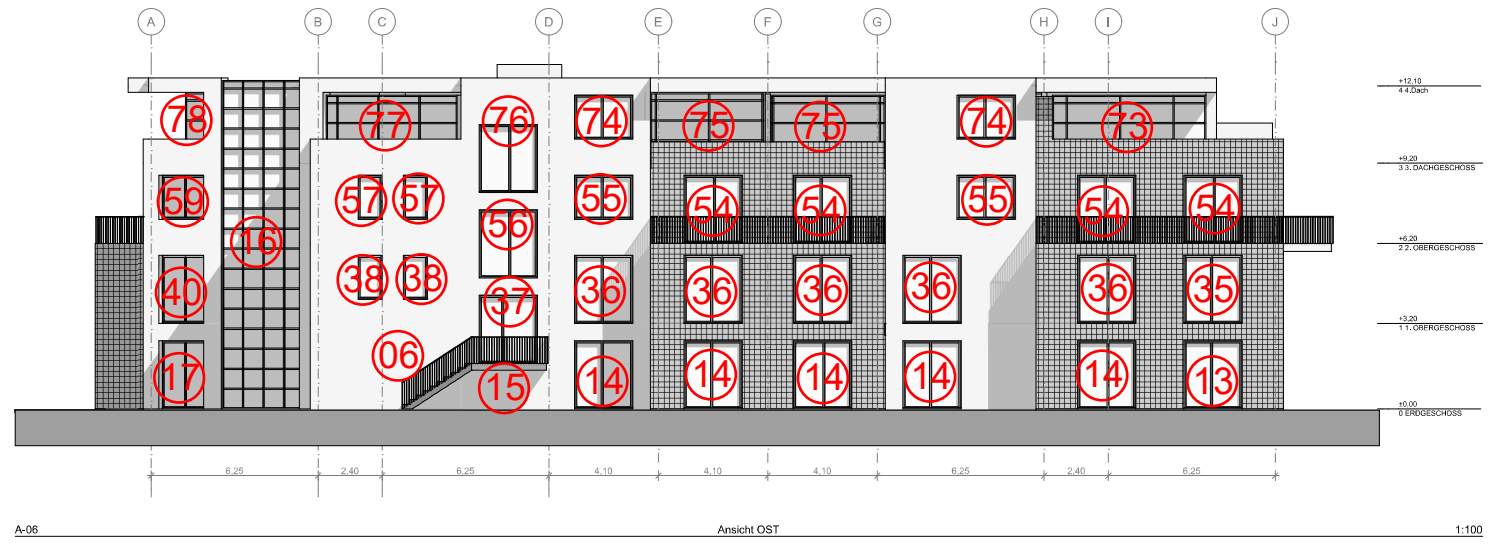 A B C D E F G H I J
+12,10
4 4.Dach
78 77 76 74 75 75 74 73
+9,20
3 3. DACHGESCHOSS
59 57 57 55 54 54 55 54 54
16 56
+6,20
2 2. OBERGESCHOSS
40 38 38 37 36 36 36 36 36 35
+3,20
1 1. OBERGESCHOSS
06
17 15 14 14 14 14 14 13
±0,00
0 ERDGESCHOSS
6,25 2,40 6,25 4,10 4,10 4,10 6,25 2,40 6,25
A-06 Ansicht OST 1:100